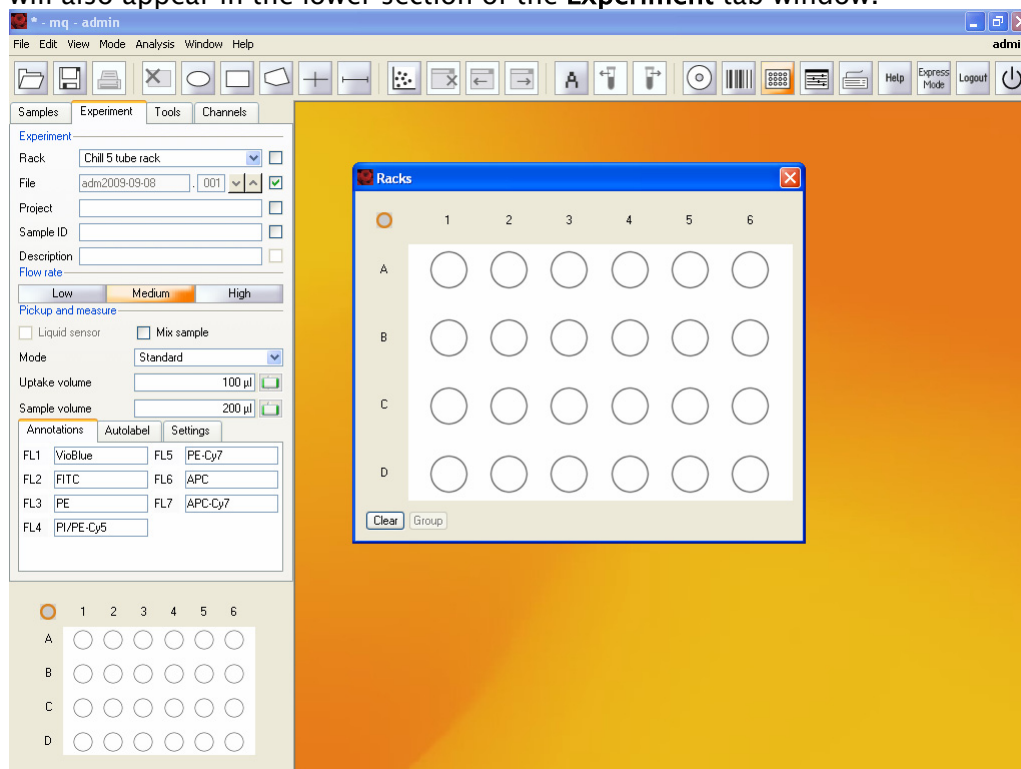 will also appear in the lower section of the Experiment tab window.
* - mq - admin
File Edit View Mode Analysis Window Help
admi
A Help Express Mode Logout
Samples Experiment Tools Channels
Experiment
Rack Chill 5 tube rack
File adm2009-09-08 . 001
Project
Sample ID
Description
Flow rate
Low Medium High
Pickup and measure
Liquid sensor Mix sample
Mode Standard
Uptake volume 100 µl
Sample volume 200 µl
Annotations Autolabel Settings
FL1 VioBlue FL5 PE-Cy7
FL2 FITC FL6 APC
FL3 PE FL7 APC-Cy7
FL4 PI/PE-Cy5
1 2 3 4 5 6
A
B
C
D
Racks
1 2 3 4 5 6
A
B
C
D
Clear Group